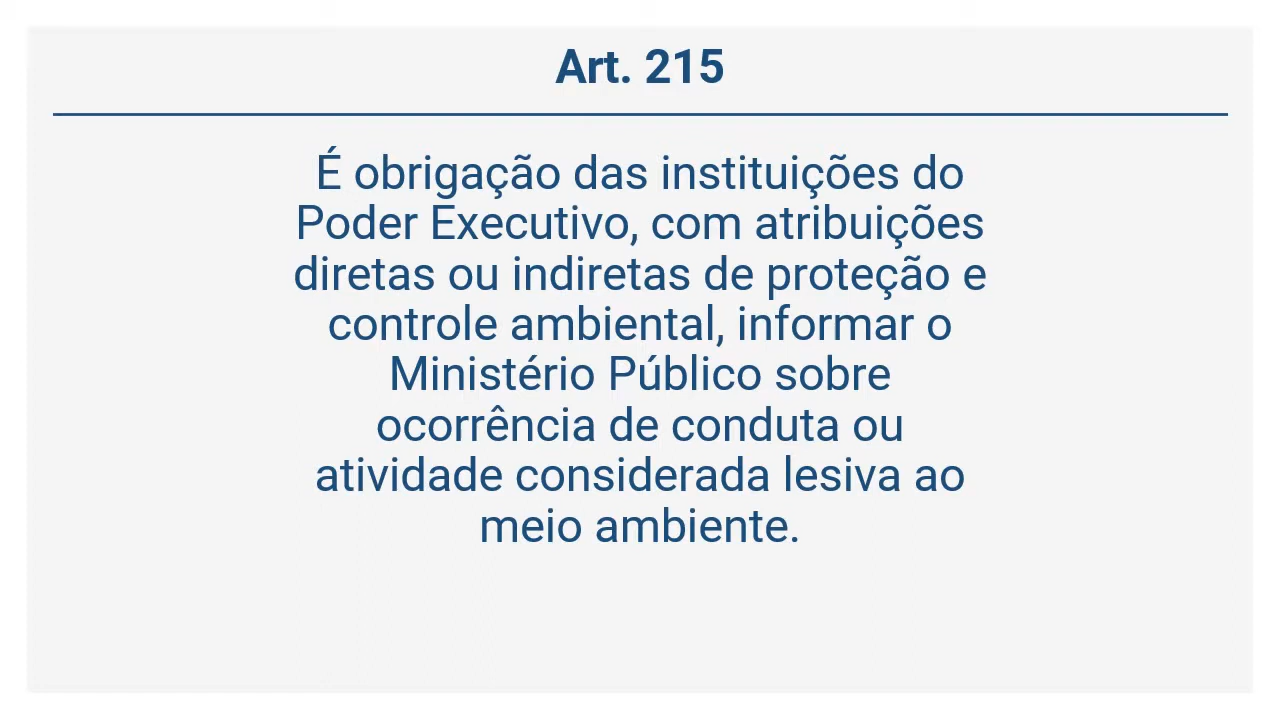 Art. 215
É obrigação das instituições do
Poder Executivo, com atribuições
diretas ou indiretas de proteção e
controle ambiental, informar o
Ministério Público sobre
ocorrência de conduta ou
atividade considerada lesiva ao
meio ambiente.